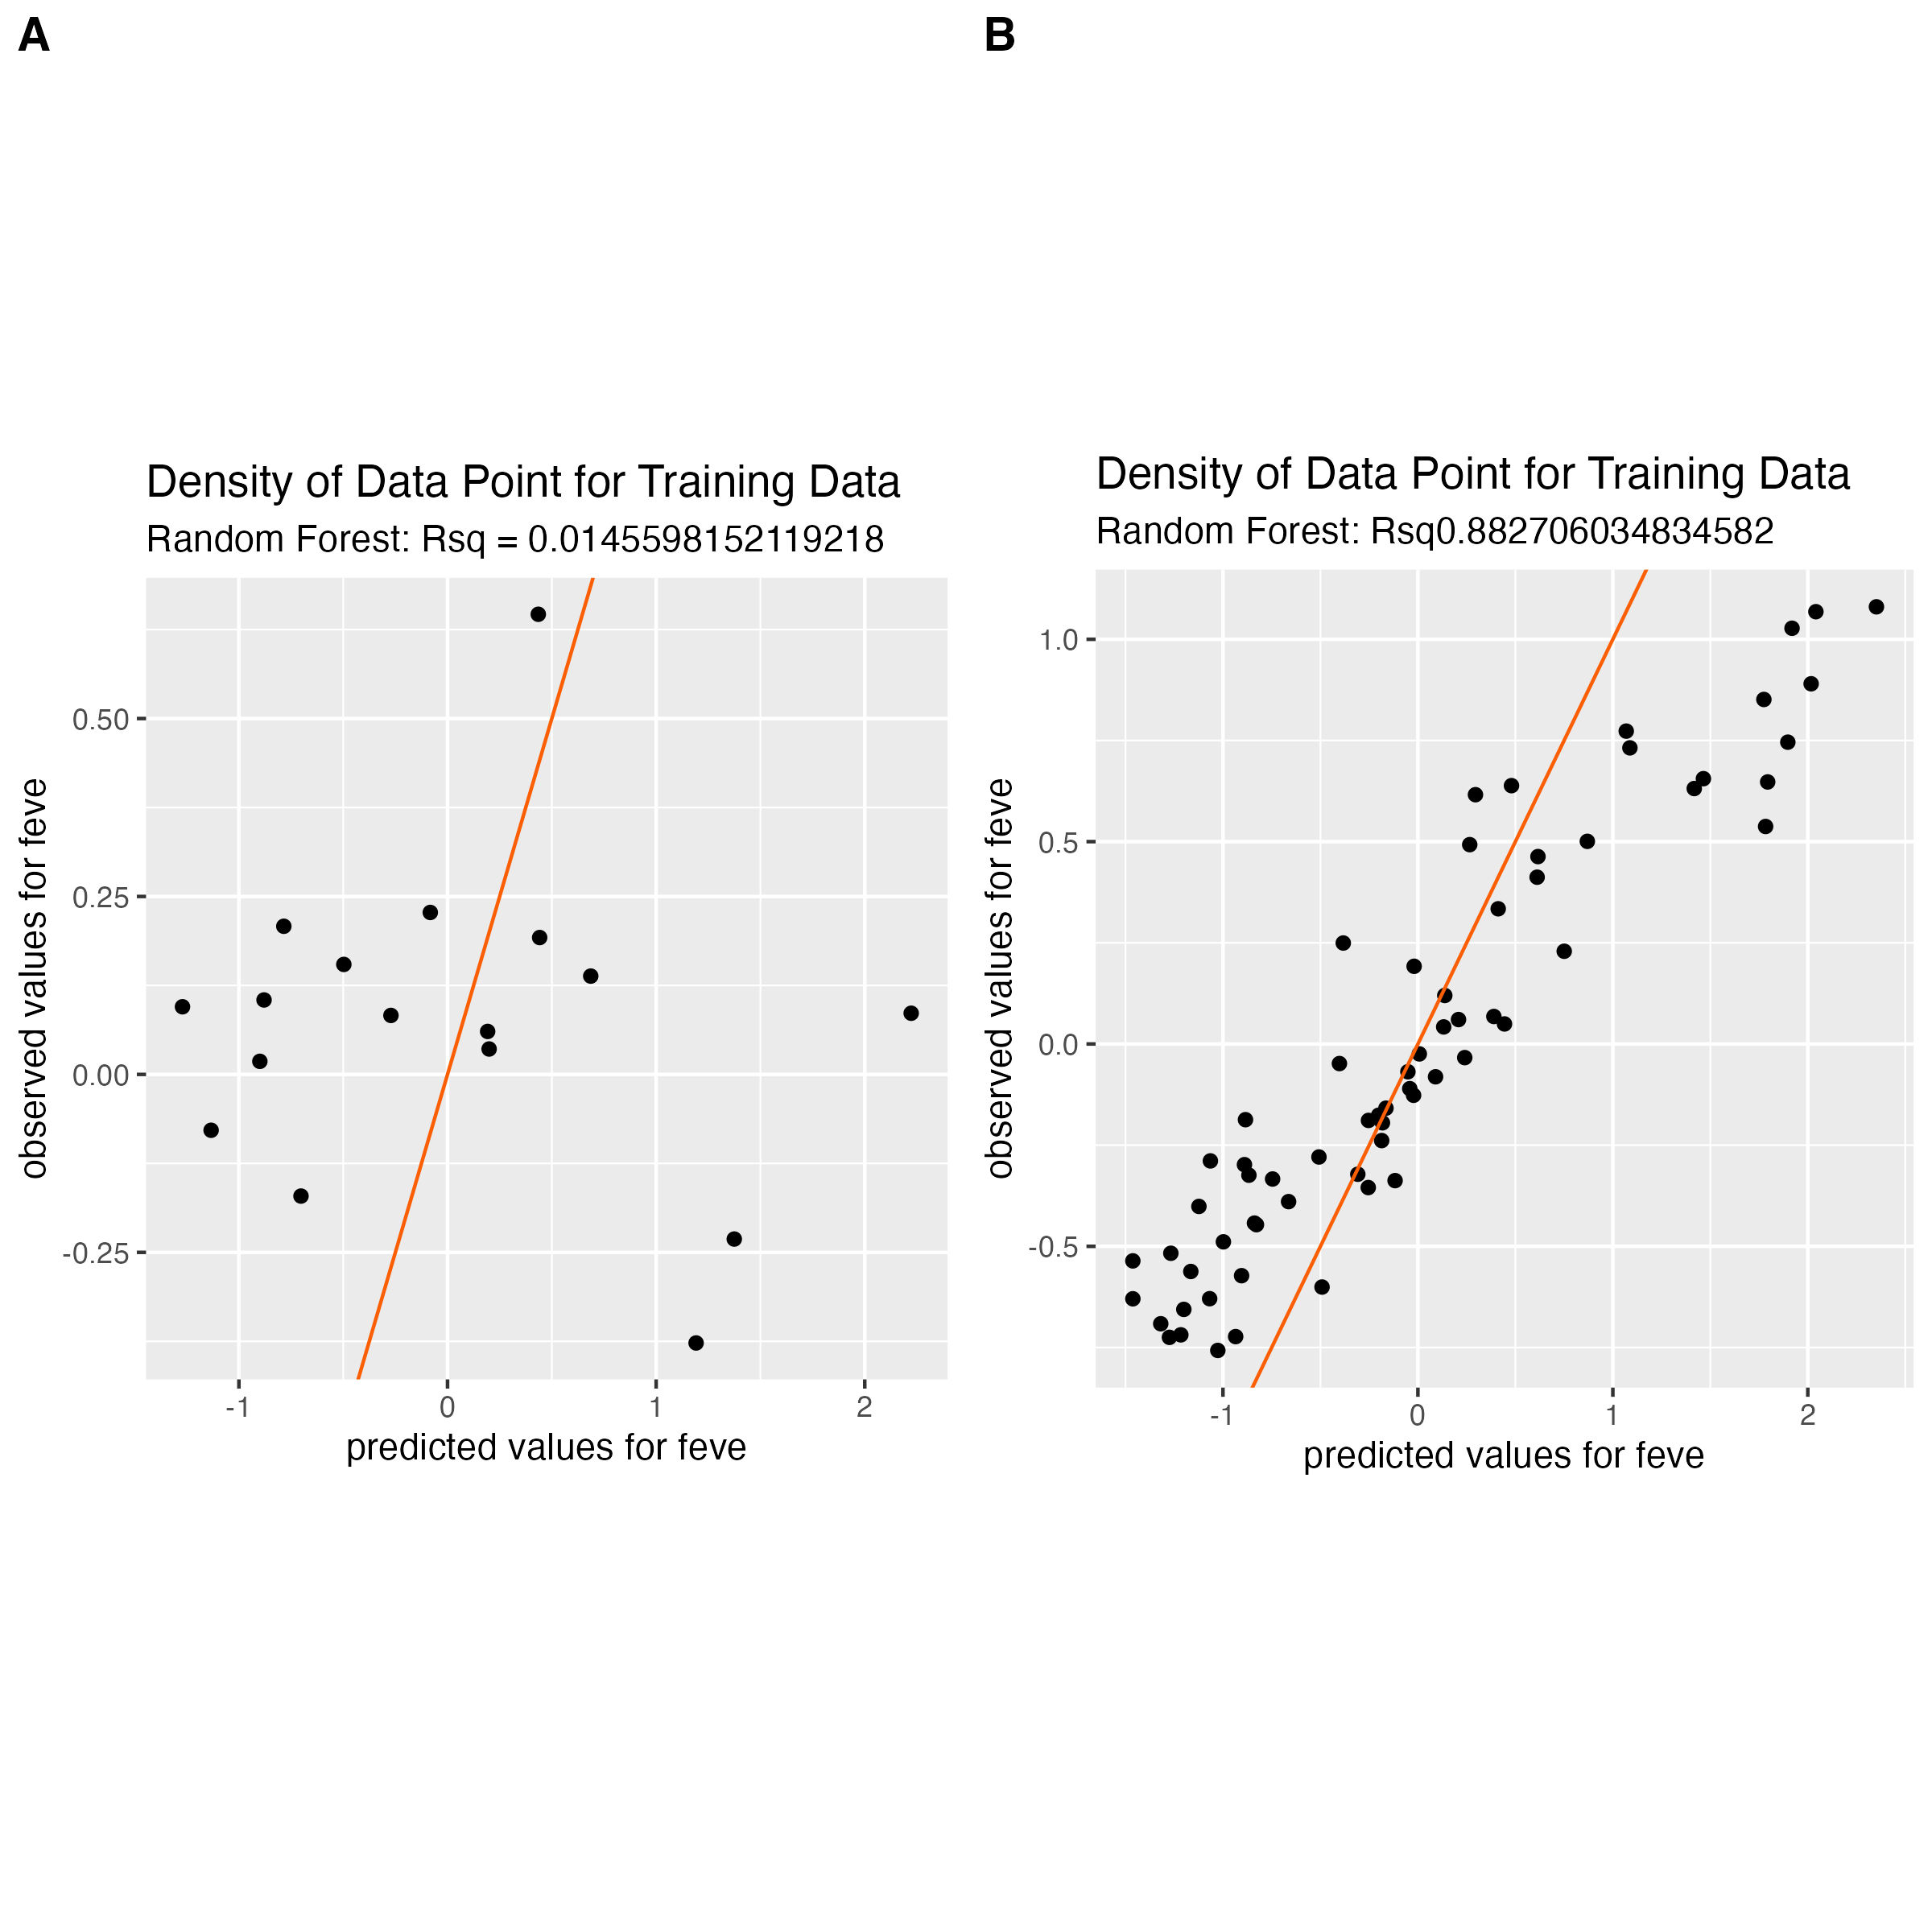 A
B
Density of Data Point for Training Data
Random Forest: Rsq = 0.0145598152119218
observed values for feve
0.50
0.25
0.00
-0.25
-1
0
1
2
predicted values for feve
Density of Data Point for Training Data
Random Forest: Rsq0.882706034834582
observed values for feve
1.0
0.5
0.0
-0.5
-1
0
1
2
predicted values for feve